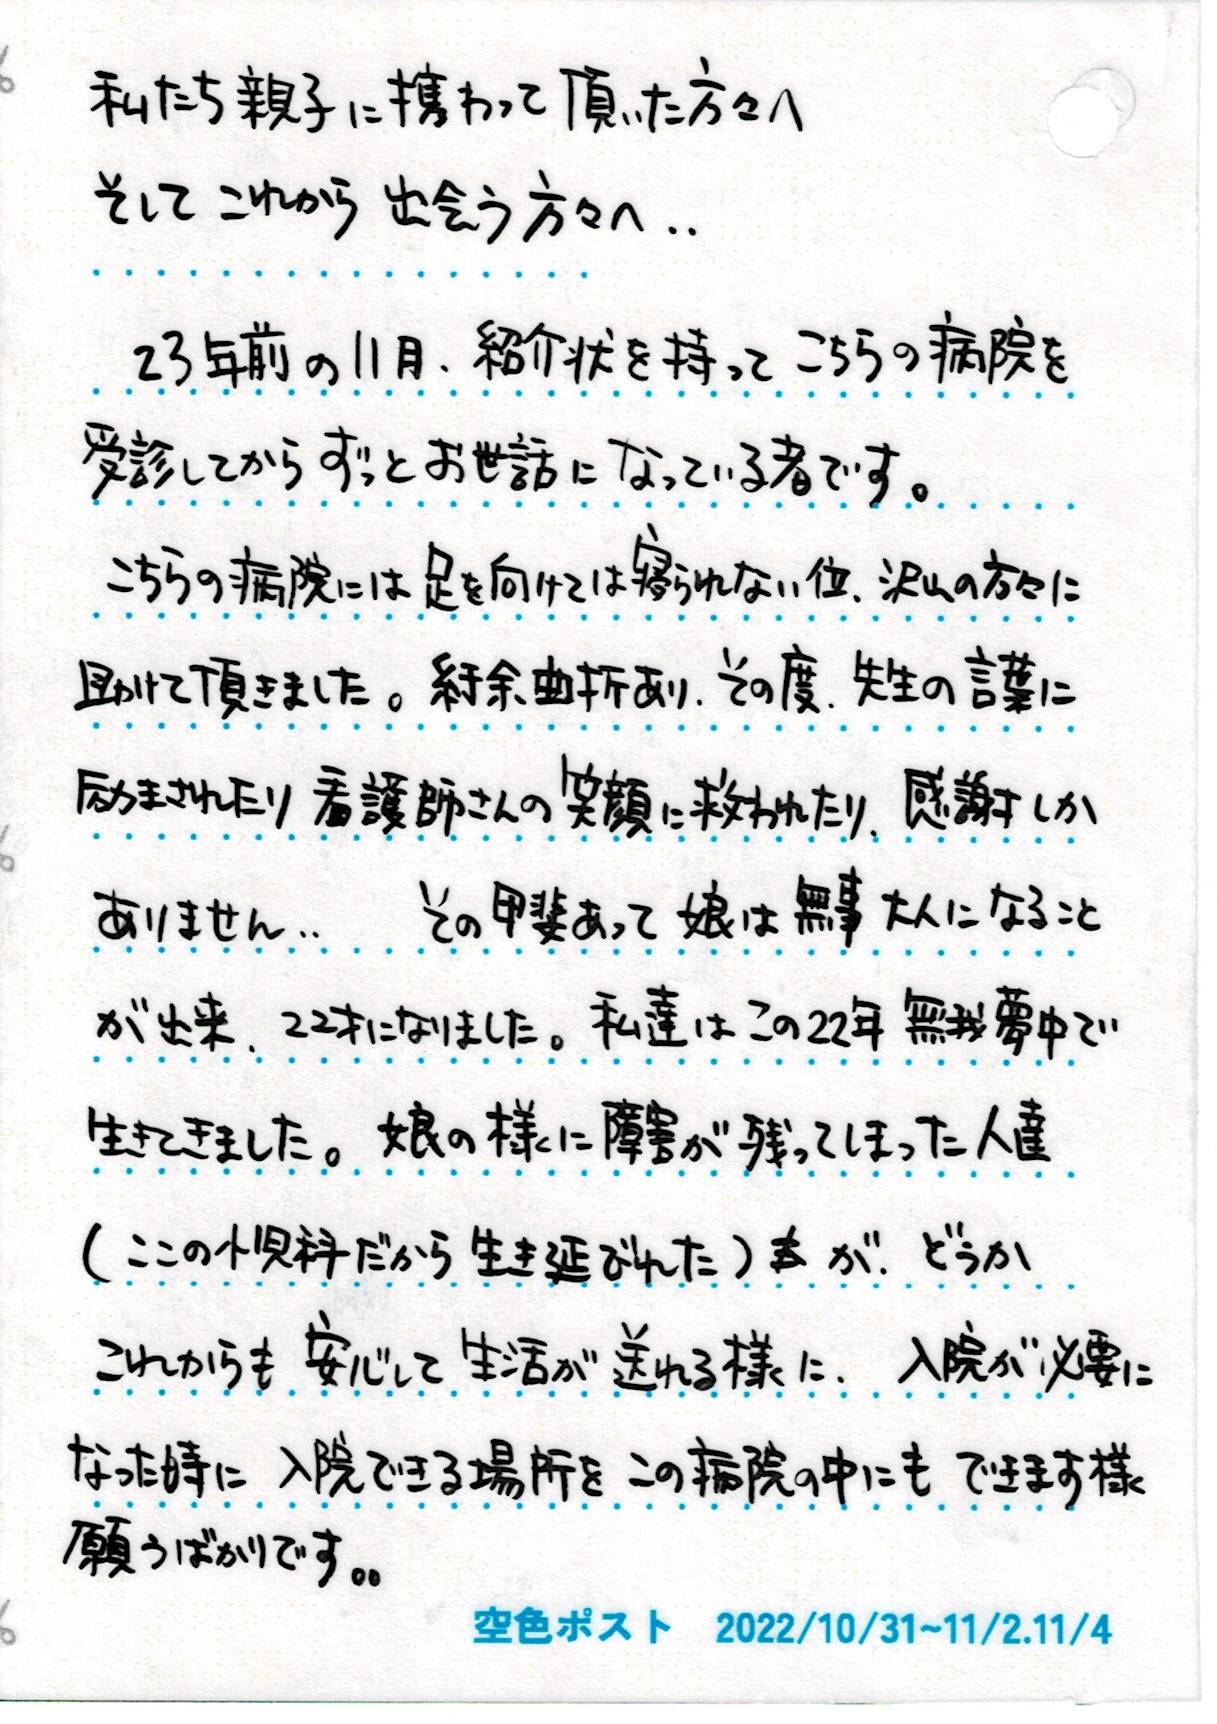 私たち親子に携わって頂いた方々へ
そしてこれから出会う方々へ..
23年前の11月、紹介状を持ってこちらの病院を
受診してからずっとお世話になっている者です。
こちらの病院には足を向けては寝られない位、沢山の方々に
助けて頂きました。紆余曲折あり、その度、先生の言葉に
励まされたり看護師さんの笑顔に救われたり、感謝しか
ありません.. その甲斐あって娘は無事大人になること
が出来、22才になりました。私達はこの22年無我夢中で
生きてきました。娘の様に障害が残ってしまった人達
(ここの小児科だから生き延びれた)が、どうか
これからも安心して生活が送れる様に、入院が必要に
なった時に入院できる場所をこの病院の中にもできます様
願うばかりです。。
空色ポスト 2022/10/31~11/2.11/4